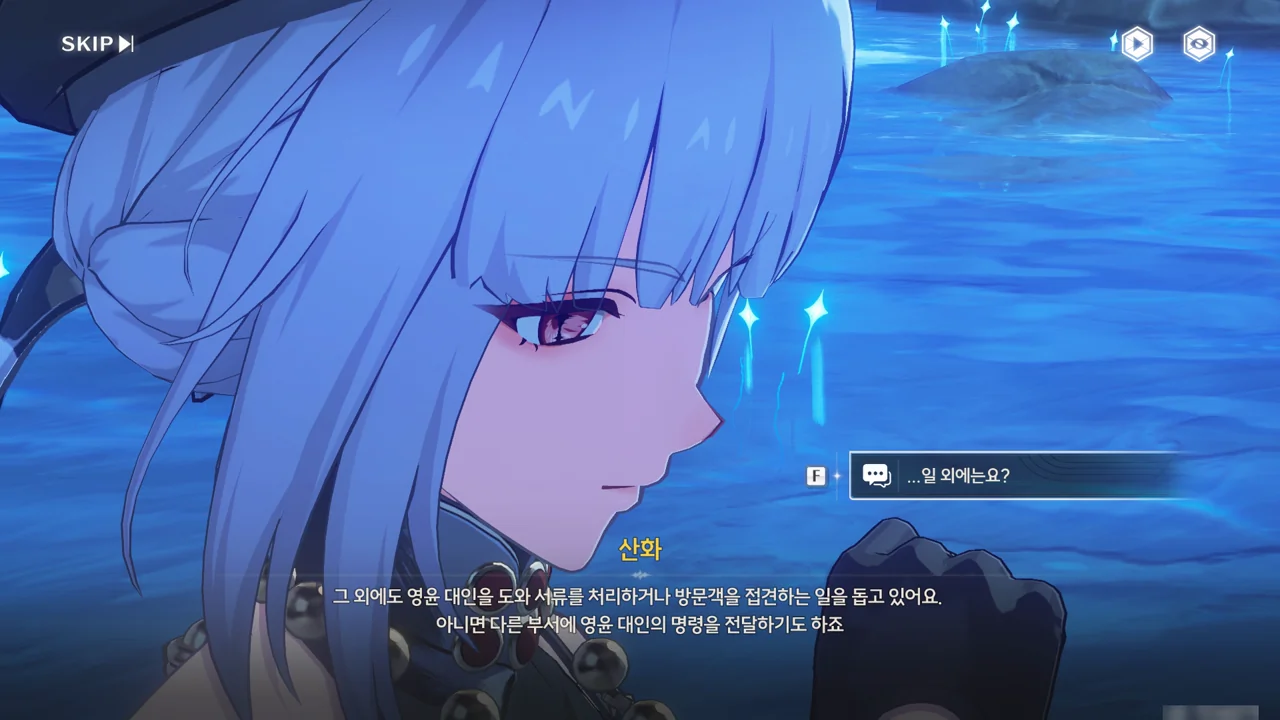 SKIP
F
...일 외에는요?
산화
그 외에도 영윤 대인을 도와 서류를 처리하거나 방문객을 접견하는 일을 돕고 있어요.
아니면 다른 부서에 영윤 대인의 명령을 전달하기도 하죠